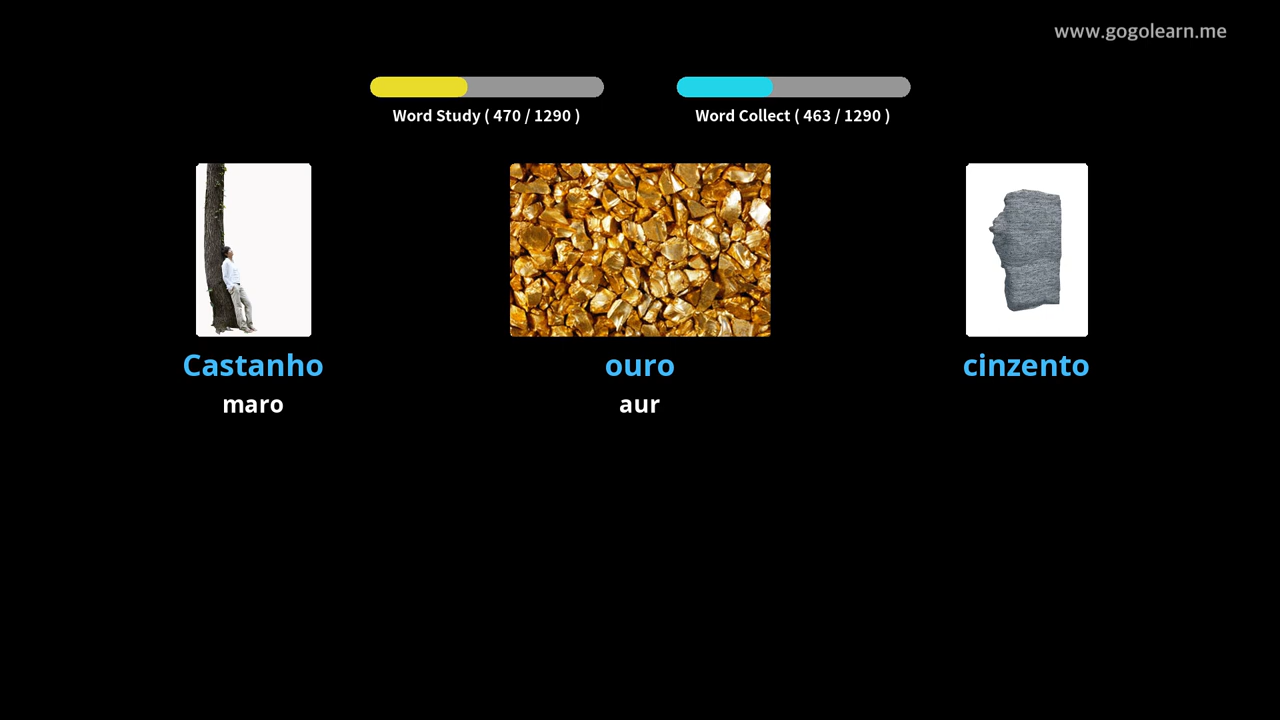 www.gogolearn.me
Word Study ( 470 / 1290 )
Word Collect ( 463 / 1290 )
Castanho
maro
ouro
aur
cinzento